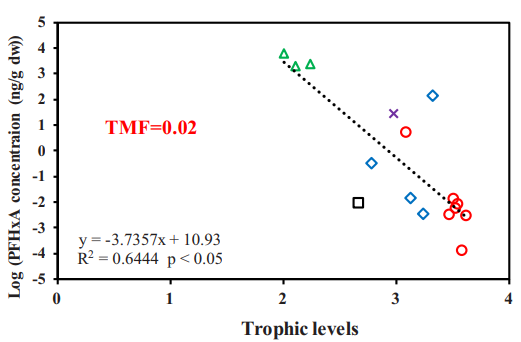 5
4
3
2
1
0
-1
-2
-3
-4
-5
Log (PFHxA concentraion (ng/g dw))
TMF=0.02
y = -3.7357x + 10.93
R² = 0.6444 p < 0.05
0 1 2 3 4
Trophic levels